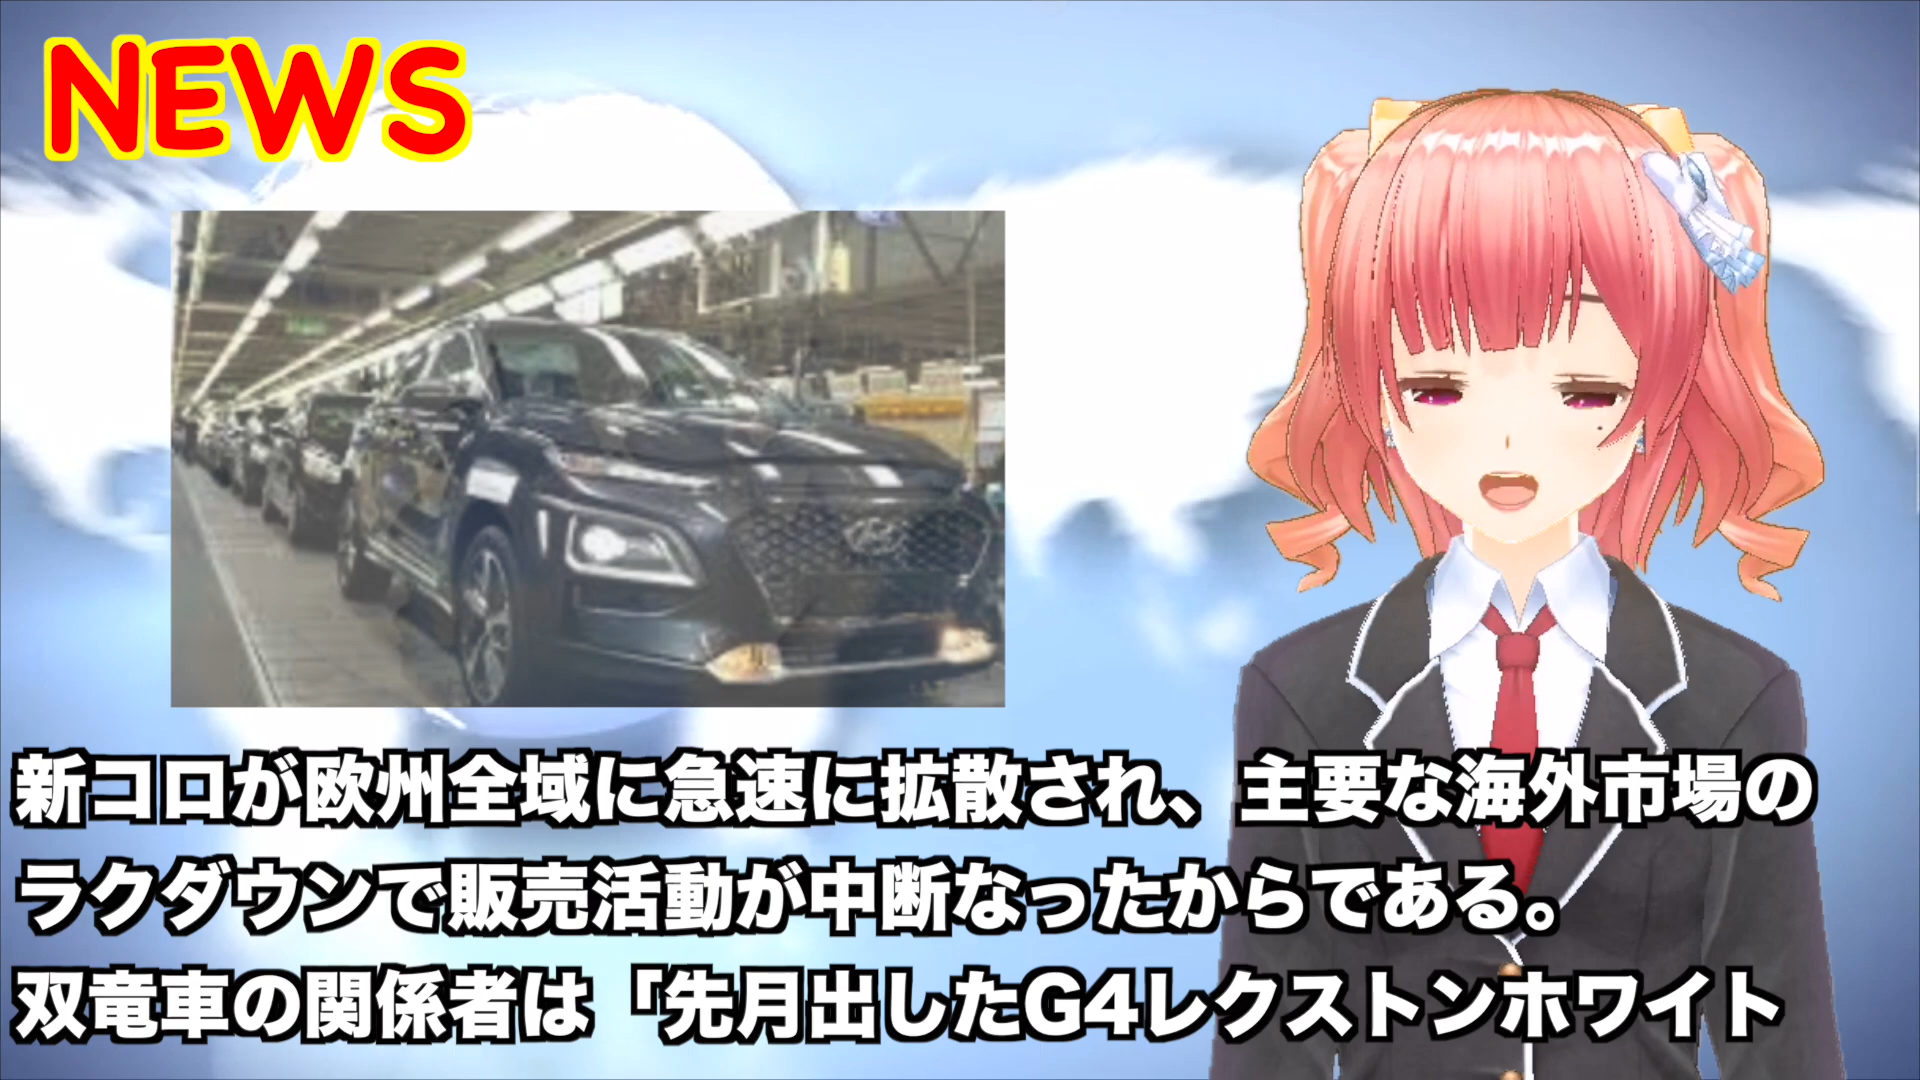 NEWS
新コロが欧州全域に急速に拡散され、主要な海外市場の
ラクダウンで販売活動が中断なったからである。
双竜車の関係者は「先月出したG4レクストンホワイト